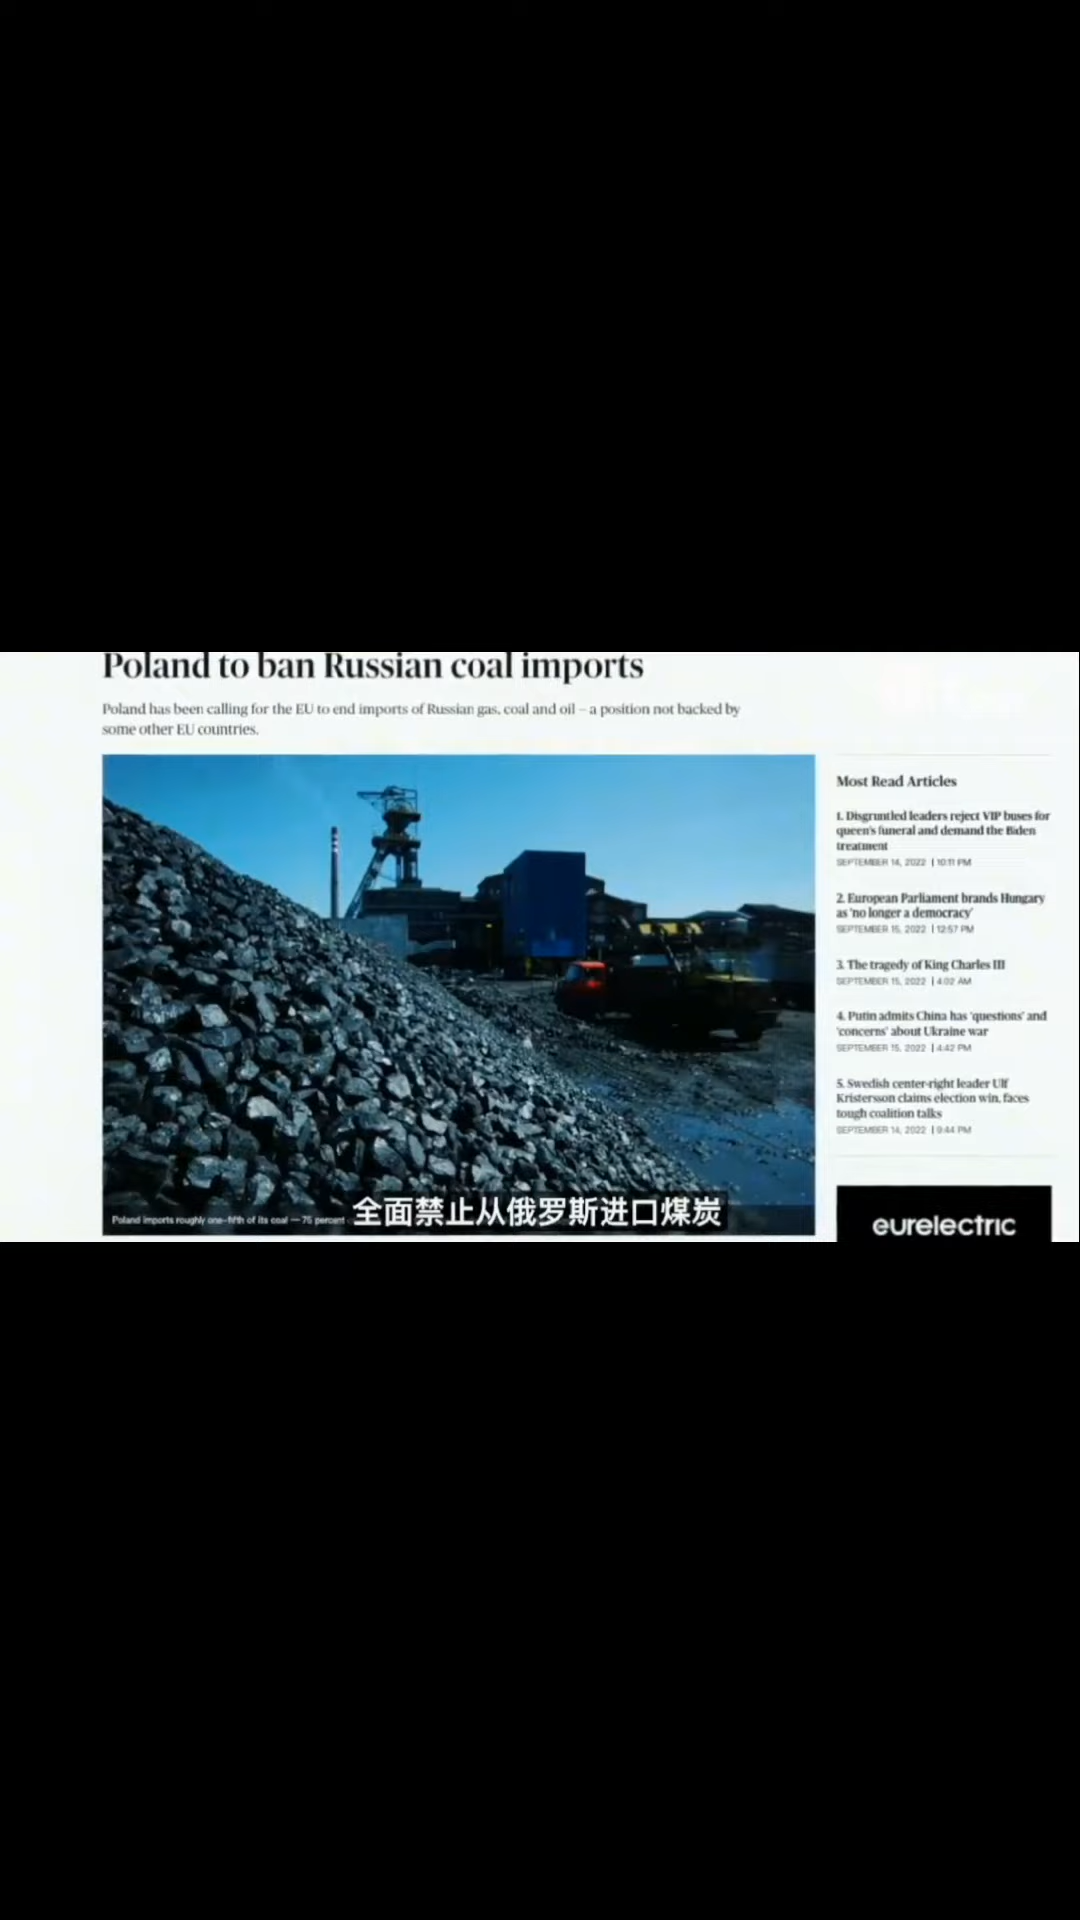 Poland to ban Russian coal imports
Poland has been calling for the EU to end imports of Russian gas, coal and oil – a position not backed by
some other EU countries.
Most Read Articles
1. Disgruntled leaders reject VIP buses for
queen's funeral and demand the Biden
treatment
SEPTEMBER 14, 2022 | 10:11 PM
2. European Parliament brands Hungary
as 'no longer a democracy'
SEPTEMBER 15, 2022 | 12:57 PM
3. The tragedy of King Charles III
SEPTEMBER 15, 2022 | 4:02 AM
4. Putin admits China has 'questions' and
'concerns' about Ukraine war
SEPTEMBER 15, 2022 | 4:42 PM
5. Swedish center-right leader Ulf
Kristersson claims election win, faces
tough coalition talks
SEPTEMBER 14, 2022 | 9:44 PM
Poland imports roughly one-fifth of its coal — 75 percent
全面禁止从俄罗斯进口煤炭
eurelectric